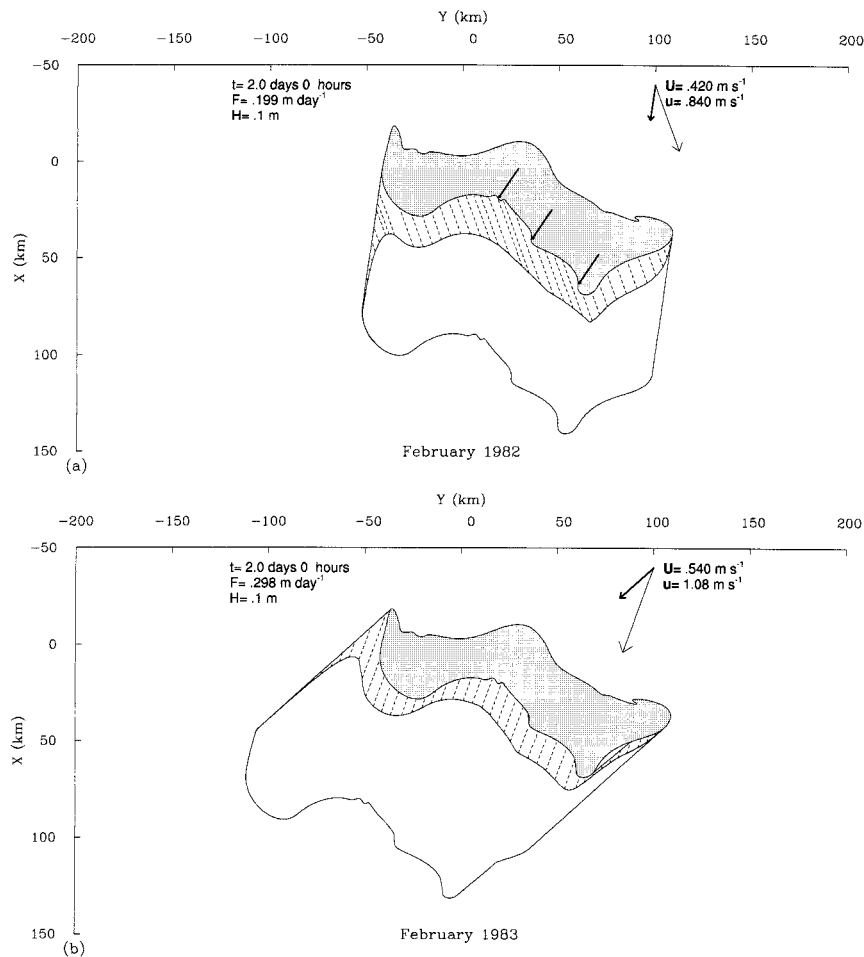 Y (km)
−200 −150 −100 −50 0 50 100 150 200
−50
0
50
100
150
X (km)
t= 2.0 days 0 hours
F= .199 m day⁻¹
H= .1 m
U= .420 m s⁻¹
u= .840 m s⁻¹
February 1982
(a)
Y (km)
−200 −150 −100 −50 0 50 100 150 200
−50
0
50
100
150
X (km)
t= 2.0 days 0 hours
F= .298 m day⁻¹
H= .1 m
U= .540 m s⁻¹
u= 1.08 m s⁻¹
February 1983
(b)